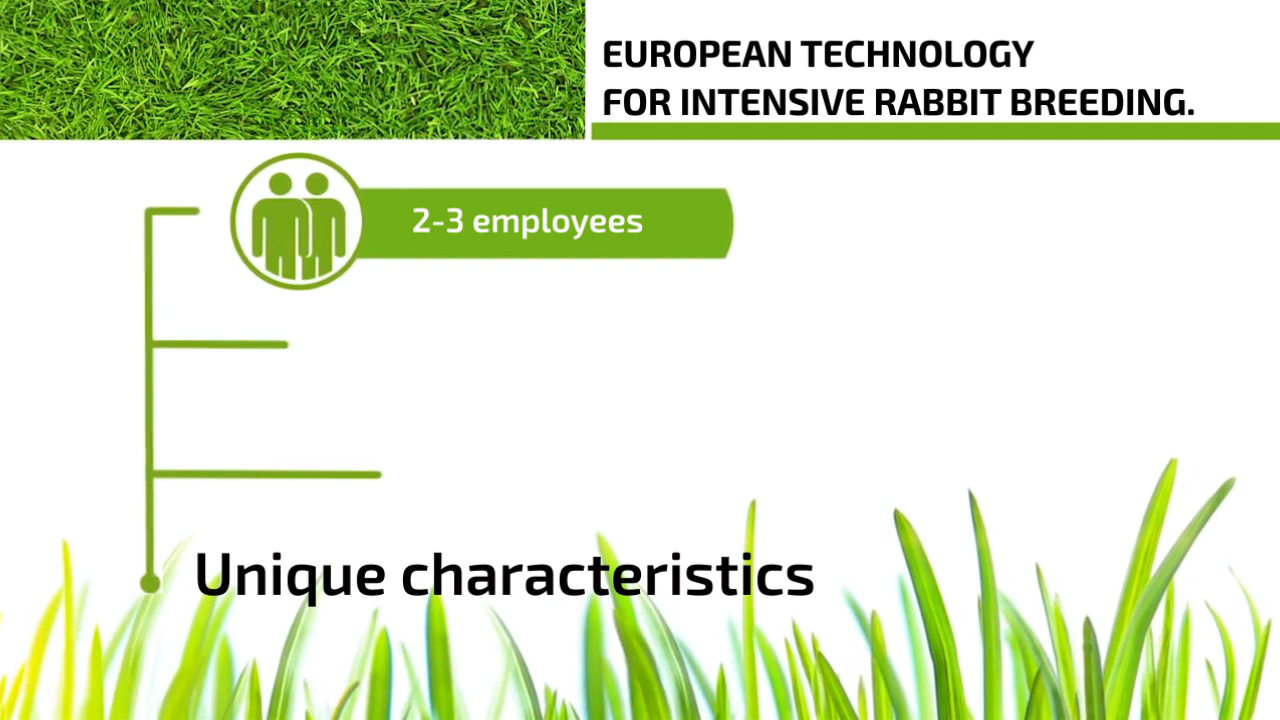 EUROPEAN TECHNOLOGY
FOR INTENSIVE RABBIT BREEDING.
2-3 employees
Unique characteristics